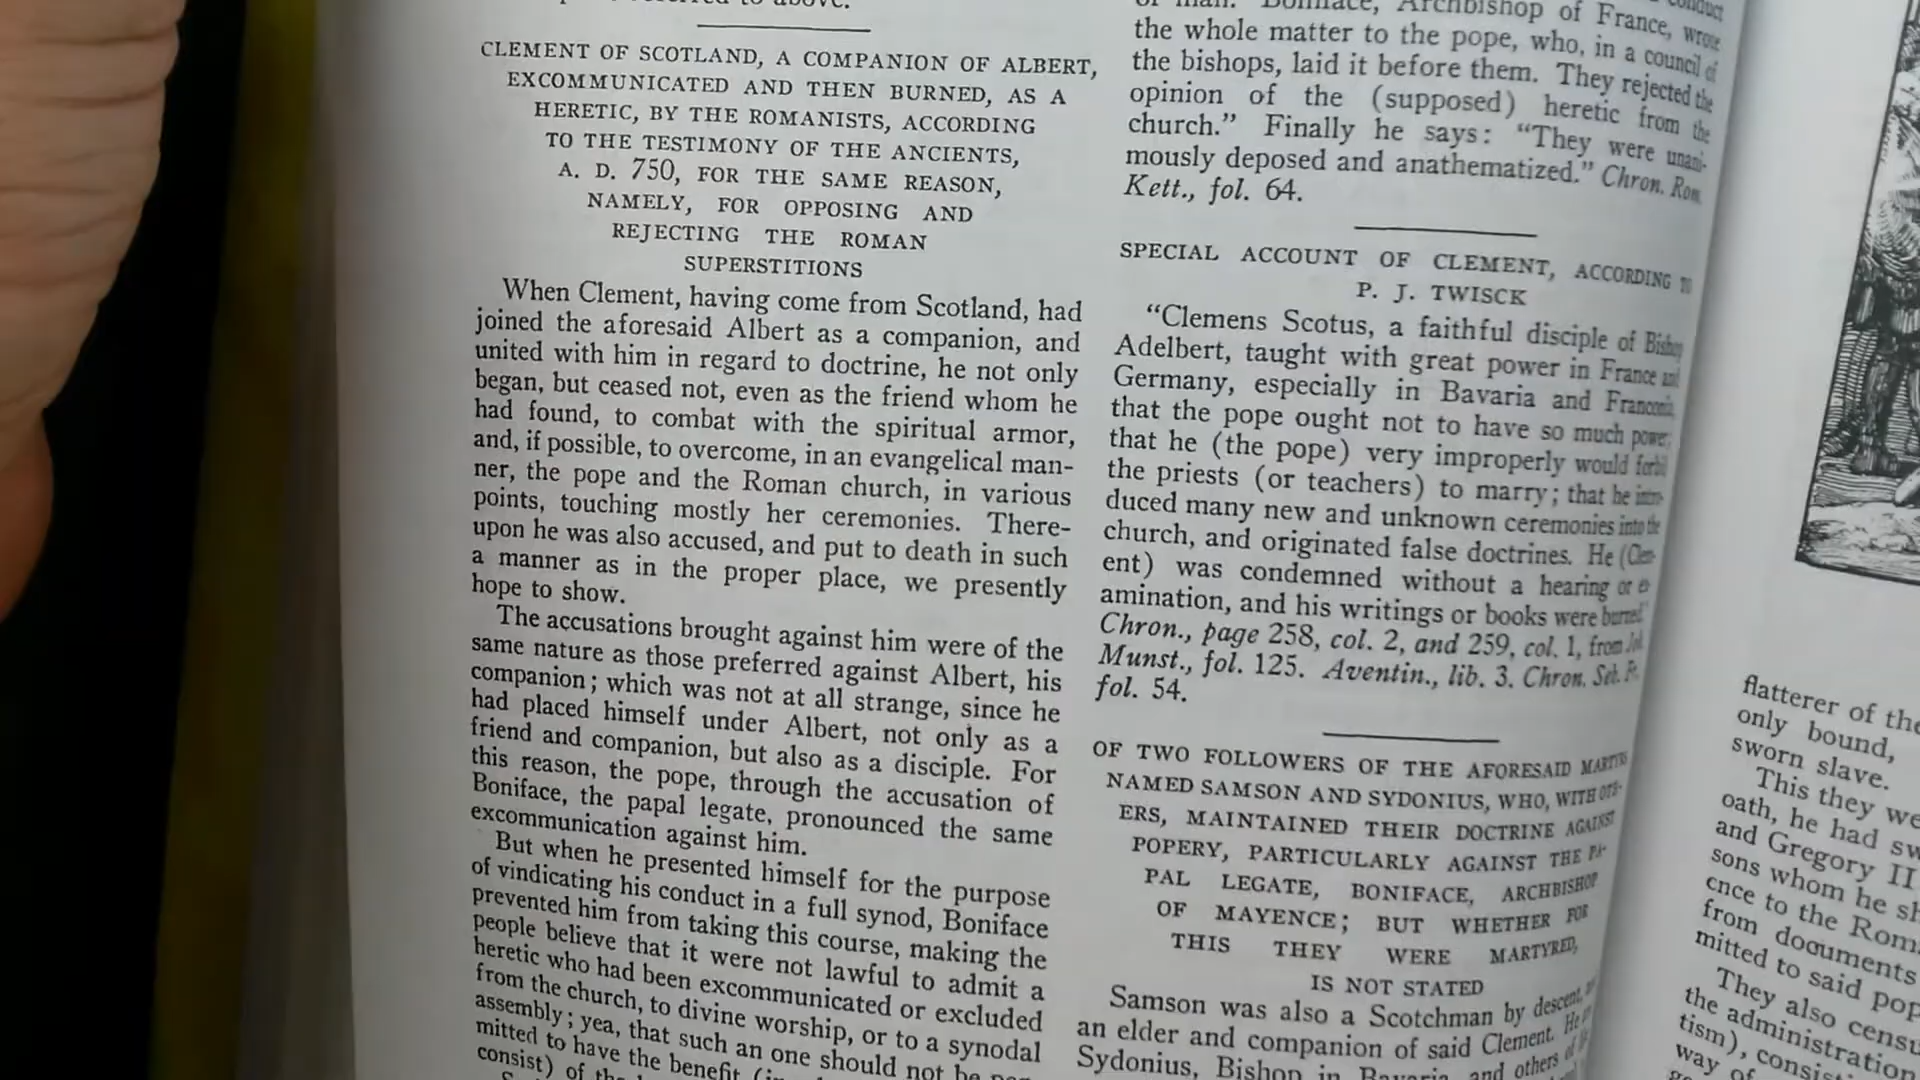 referred to above.
CLEMENT OF SCOTLAND, A COMPANION OF ALBERT,
EXCOMMUNICATED AND THEN BURNED, AS A
HERETIC, BY THE ROMANISTS, ACCORDING
TO THE TESTIMONY OF THE ANCIENTS,
A. D. 750, FOR THE SAME REASON,
NAMELY, FOR OPPOSING AND
REJECTING THE ROMAN
SUPERSTITIONS
When Clement, having come from Scotland, had
joined the aforesaid Albert as a companion, and
united with him in regard to doctrine, he not only
began, but ceased not, even as the friend whom he
had found, to combat with the spiritual armor,
and, if possible, to overcome, in an evangelical man-
ner, the pope and the Roman church, in various
points, touching mostly her ceremonies. There-
upon he was also accused, and put to death in such
a manner as in the proper place, we presently
hope to show.
The accusations brought against him were of the
same nature as those preferred against Albert, his
companion; which was not at all strange, since he
had placed himself under Albert, not only as a
friend and companion, but also as a disciple. For
this reason, the pope, through the accusation of
Boniface, the papal legate, pronounced the same
excommunication against him.
But when he presented himself for the purpose
of vindicating his conduct in a full synod, Boniface
prevented him from taking this course, making the
people believe that it were not lawful to admit a
heretic who had been excommunicated or excluded
from the church, to divine worship, or to a synodal
assembly; yea, that such an one should not be per-
mitted to have the benefit
consist) of the
conduct
of man. Boniface, Archbishop of France, wrote
the whole matter to the pope, who, in a council of
the bishops, laid it before them. They rejected the
opinion of the (supposed) heretic from the
church." Finally he says: "They were unani-
mously deposed and anathematized." Chron. Rom.
Kett., fol. 64.
SPECIAL ACCOUNT OF CLEMENT, ACCORDING TO
P. J. TWISCK
"Clemens Scotus, a faithful disciple of Bishop
Adelbert, taught with great power in France and
Germany, especially in Bavaria and Franconia,
that the pope ought not to have so much power;
that he (the pope) very improperly would forbid
the priests (or teachers) to marry; that he intro-
duced many new and unknown ceremonies into the
church, and originated false doctrines. He (Clem-
ent) was condemned without a hearing or ex-
amination, and his writings or books were burned."
Chron., page 258, col. 2, and 259, col. 1, from
Munst., fol. 125. Aventin., lib. 3. Chron. Seb. Fr.
fol. 54.
OF TWO FOLLOWERS OF THE AFORESAID MARTYRS
NAMED SAMSON AND SYDONIUS, WHO, WITH OTH-
ERS, MAINTAINED THEIR DOCTRINE AGAINST
POPERY, PARTICULARLY AGAINST THE PA-
PAL LEGATE, BONIFACE, ARCHBISHOP
OF MAYENCE; BUT WHETHER FOR
THIS THEY WERE MARTYRED,
IS NOT STATED
Samson was also a Scotchman by descent,
an elder and companion of said Clement. He
Sydonius, Bishop in Bavaria, and others of
flatterer of the
only bound,
sworn slave.
This they we
oath, he had sw
and Gregory II
sons whom he sh
ence to the Rom
from documents
mitted to said pop
They also censu
the administration
tism), consisti
way of